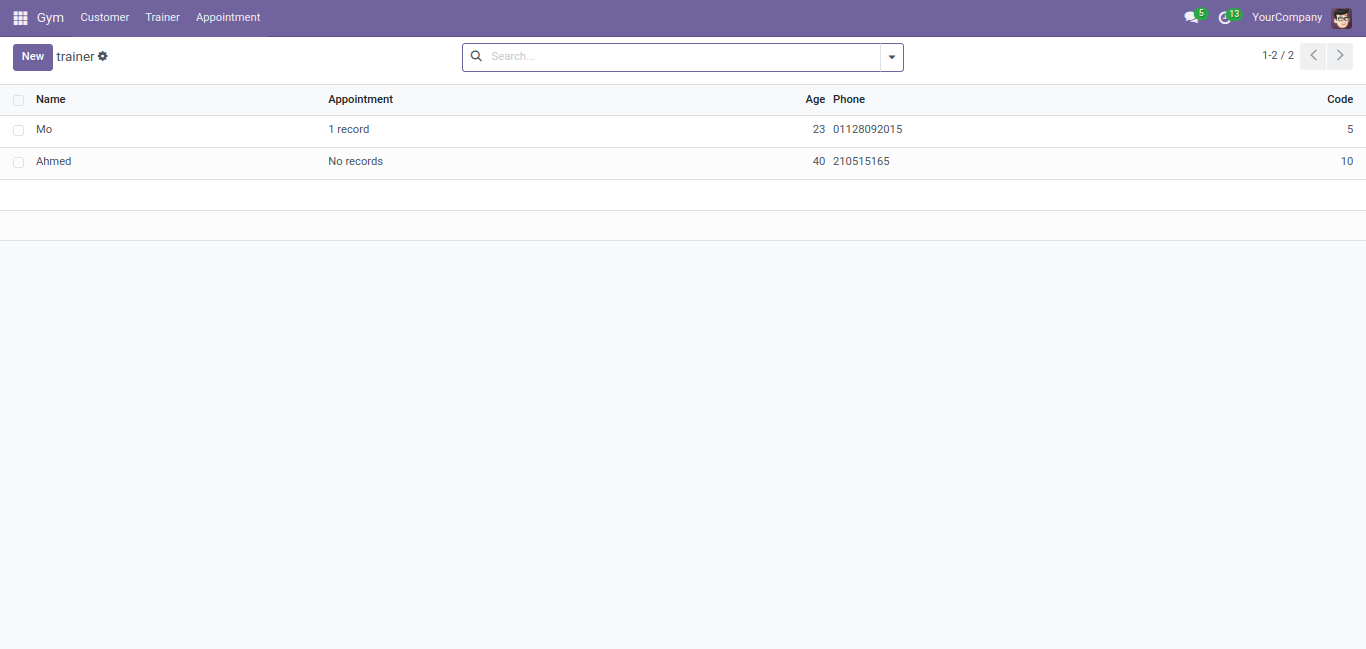 Gym Customer Trainer Appointment 5 13 YourCompany
New trainer Search... 1-2 / 2
Name Appointment Age Phone Code
Mo 1 record 23 01128092015 5
Ahmed No records 40 210515165 10